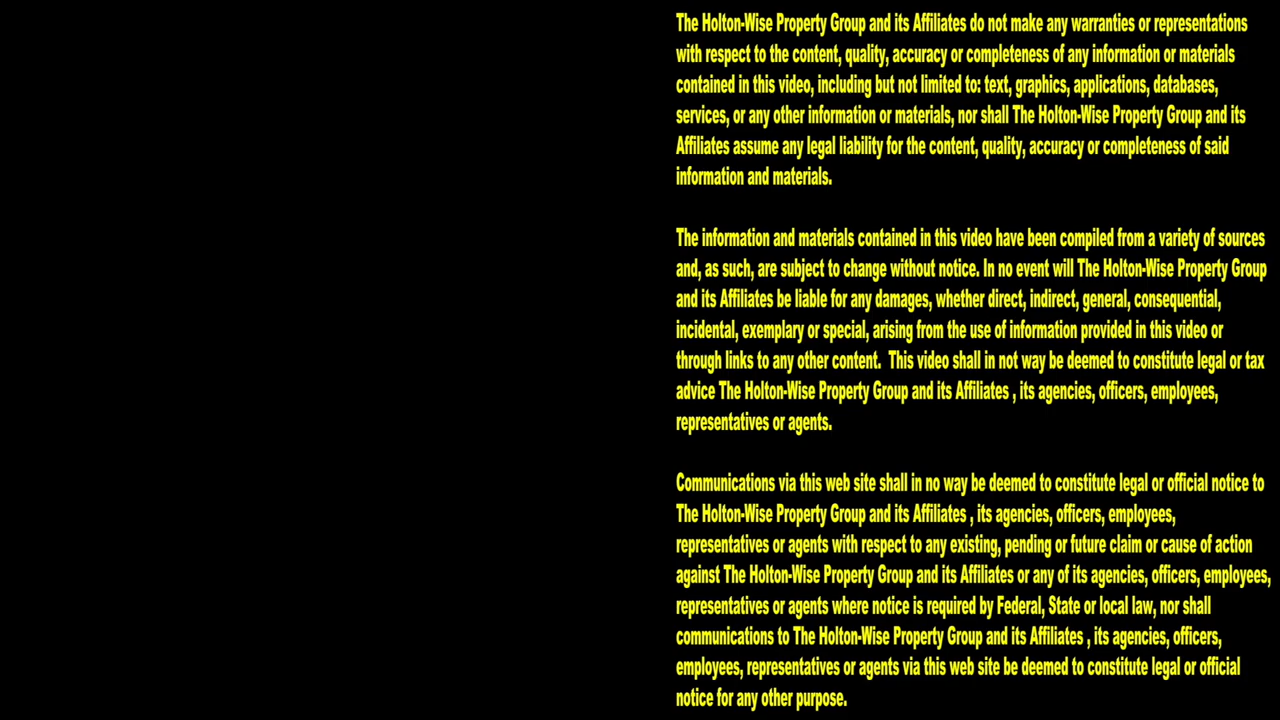 The Holton-Wise Property Group and its Affiliates do not make any warranties or representations
with respect to the content, quality, accuracy or completeness of any information or materials
contained in this video, including but not limited to: text, graphics, applications, databases,
services, or any other information or materials, nor shall The Holton-Wise Property Group and its
Affiliates assume any legal liability for the content, quality, accuracy or completeness of said
information and materials.
The information and materials contained in this video have been compiled from a variety of sources
and, as such, are subject to change without notice. In no event will The Holton-Wise Property Group
and its Affiliates be liable for any damages, whether direct, indirect, general, consequential,
incidental, exemplary or special, arising from the use of information provided in this video or
through links to any other content.  This video shall in not way be deemed to constitute legal or tax
advice The Holton-Wise Property Group and its Affiliates , its agencies, officers, employees,
representatives or agents.
Communications via this web site shall in no way be deemed to constitute legal or official notice to
The Holton-Wise Property Group and its Affiliates , its agencies, officers, employees,
representatives or agents with respect to any existing, pending or future claim or cause of action
against The Holton-Wise Property Group and its Affiliates or any of its agencies, officers, employees,
representatives or agents where notice is required by Federal, State or local law, nor shall
communications to The Holton-Wise Property Group and its Affiliates , its agencies, officers,
employees, representatives or agents via this web site be deemed to constitute legal or official
notice for any other purpose.